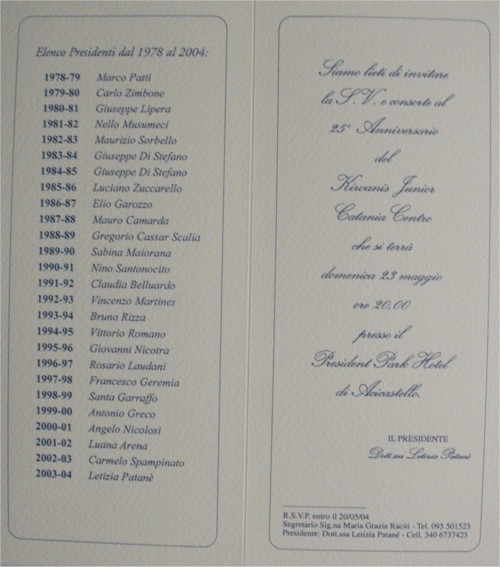 Elenco Presidenti dal 1978 al 2004:
1978-79 Marco Patti
1979-80 Carlo Zimbone
1980-81 Giuseppe Lipera
1981-82 Nello Musumeci
1982-83 Maurizio Sorbello
1983-84 Giuseppe Di Stefano
1984-85 Giuseppe Di Stefano
1985-86 Luciano Zuccarello
1986-87 Elio Garozzo
1987-88 Mauro Camarda
1988-89 Gregorio Cassar Scalia
1989-90 Sabina Maiorana
1990-91 Nino Santonocito
1991-92 Claudia Belluardo
1992-93 Vincenzo Martines
1993-94 Bruno Rizza
1994-95 Vittorio Romano
1995-96 Giovanni Nicotra
1996-97 Rosario Laudani
1997-98 Francesco Geremia
1998-99 Santa Garraffo
1999-00 Antonio Greco
2000-01 Angelo Nicolosi
2001-02 Luana Arena
2002-03 Carmelo Spampinato
2003-04 Letizia Patanè
Siamo lieti di invitare
la S.V. e consorte al
25° Anniversario
del
Kiwanis Junior
Catania Centro
che si terrà
domenica 23 maggio
ore 20,00
presso il
President Park Hotel
di Acicastello.
IL PRESIDENTE
Dott.ssa Letizia Patanè
R.S.V.P. entro il 20/05/04
Segretario Sig.na Maria Grazia Raciti - Tel. 095 501523
Presidente: Dott.ssa Letizia Patanè - Cell. 340 6737425